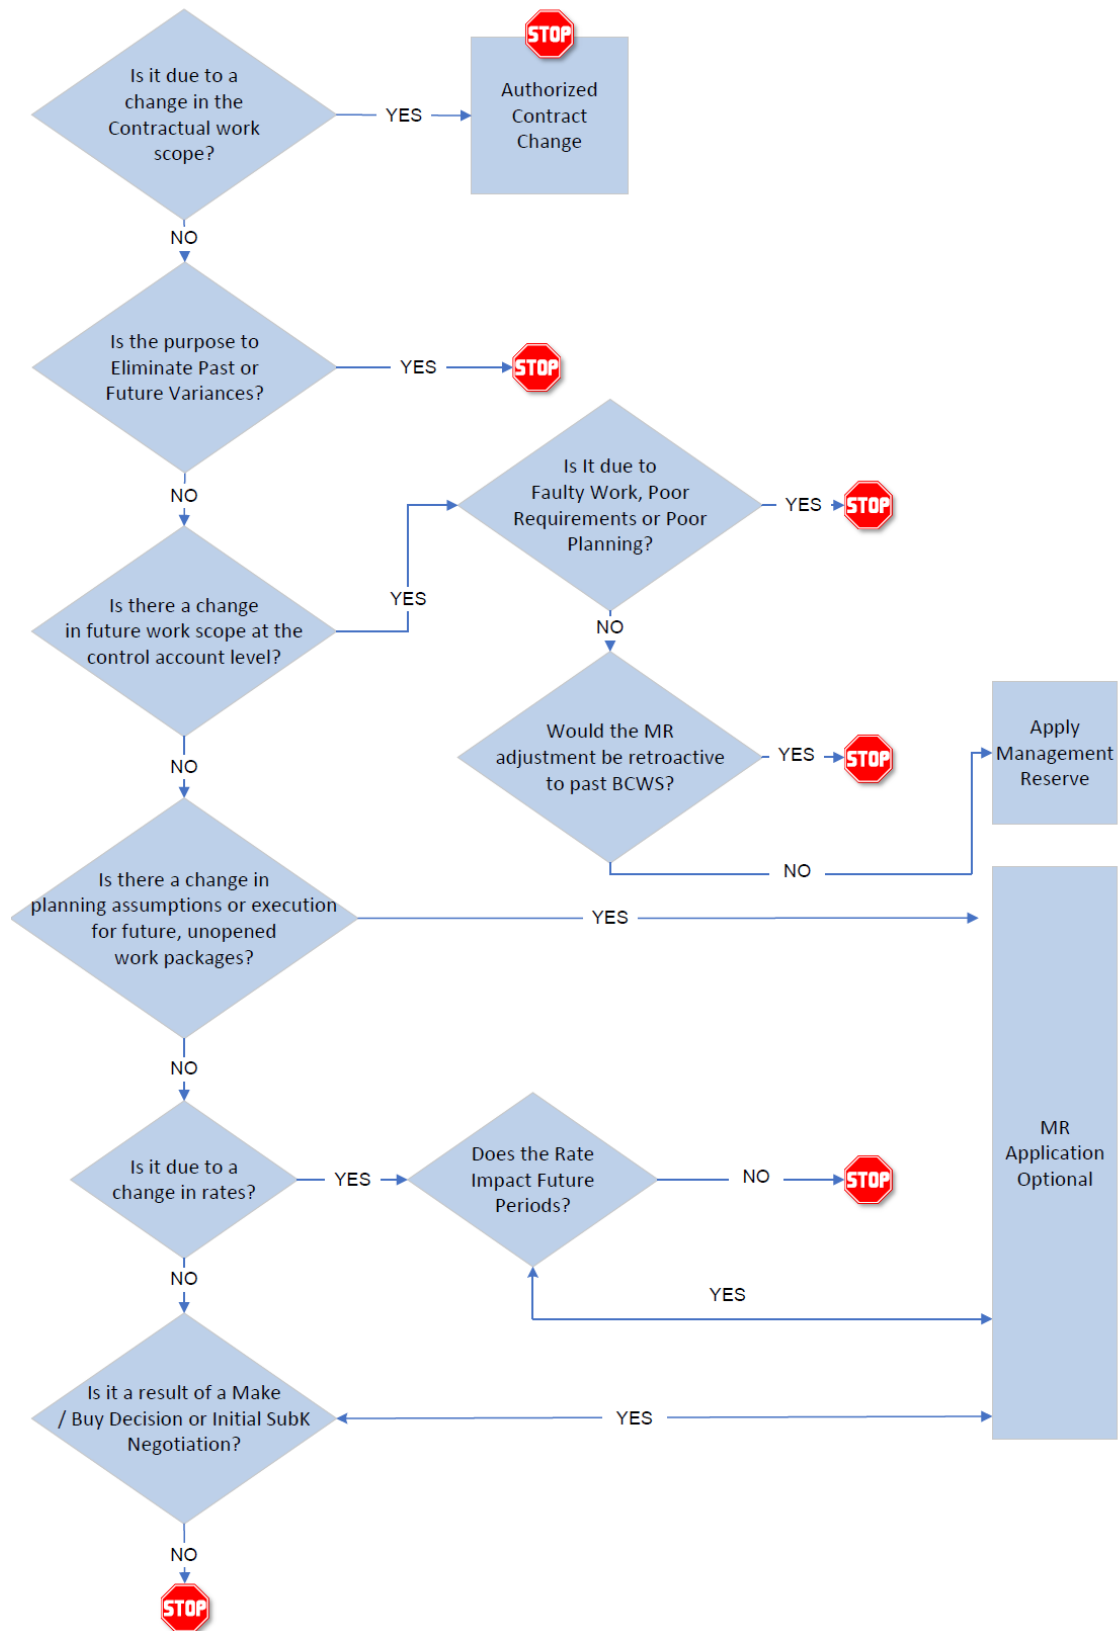 STOP
Is it due to a
change in the
Contractual work
scope?
YES
Authorized
Contract
Change
NO
Is the purpose to
Eliminate Past or
Future Variances?
YES
STOP
NO
Is It due to
Faulty Work, Poor
Requirements or Poor
Planning?
YES
STOP
Is there a change
in future work scope at the
control account level?
YES
NO
Would the MR
adjustment be retroactive
to past BCWS?
YES
STOP
Apply
Management
Reserve
NO
NO
Is there a change in
planning assumptions or execution
for future, unopened
work packages?
YES
MR
Application
Optional
NO
Is it due to a
change in rates?
YES
Does the Rate
Impact Future
Periods?
NO
STOP
YES
NO
Is it a result of a Make
/ Buy Decision or Initial SubK
Negotiation?
YES
NO
STOP